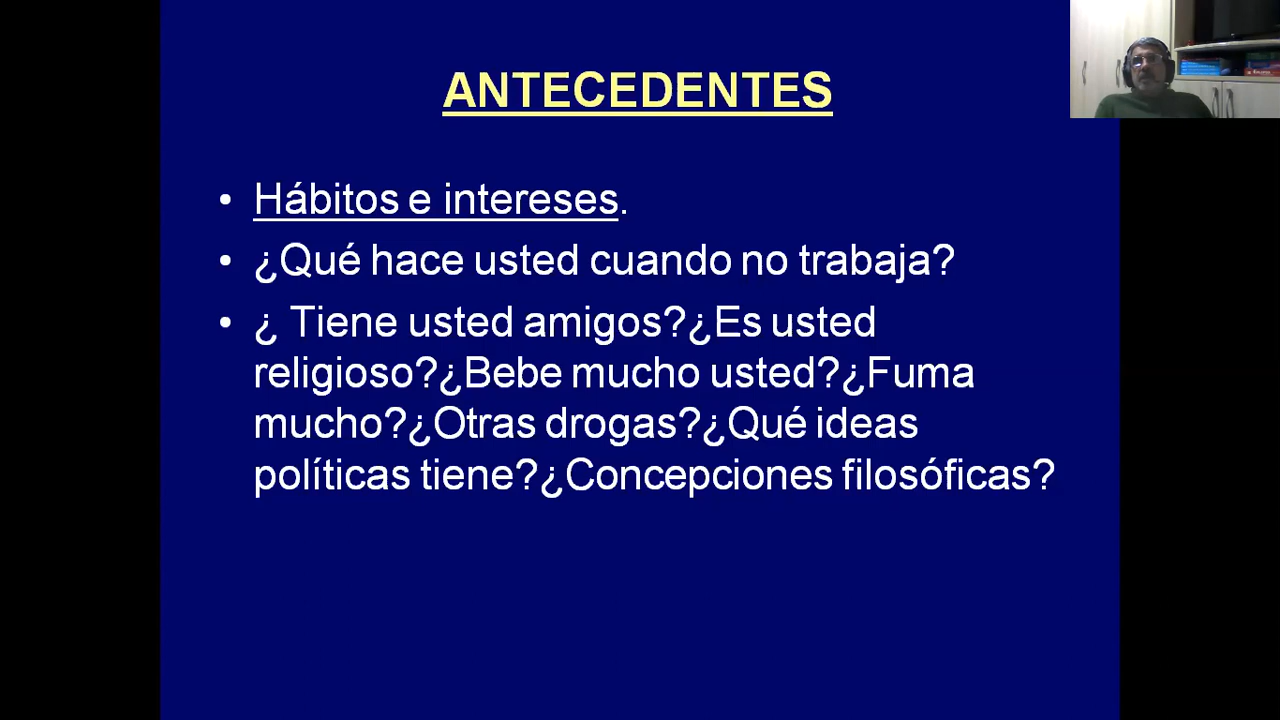 ANTECEDENTES
• Hábitos e intereses.
• ¿Qué hace usted cuando no trabaja?
• ¿ Tiene usted amigos?¿Es usted
religioso?¿Bebe mucho usted?¿Fuma
mucho?¿Otras drogas?¿Qué ideas
políticas tiene?¿Concepciones filosóficas?